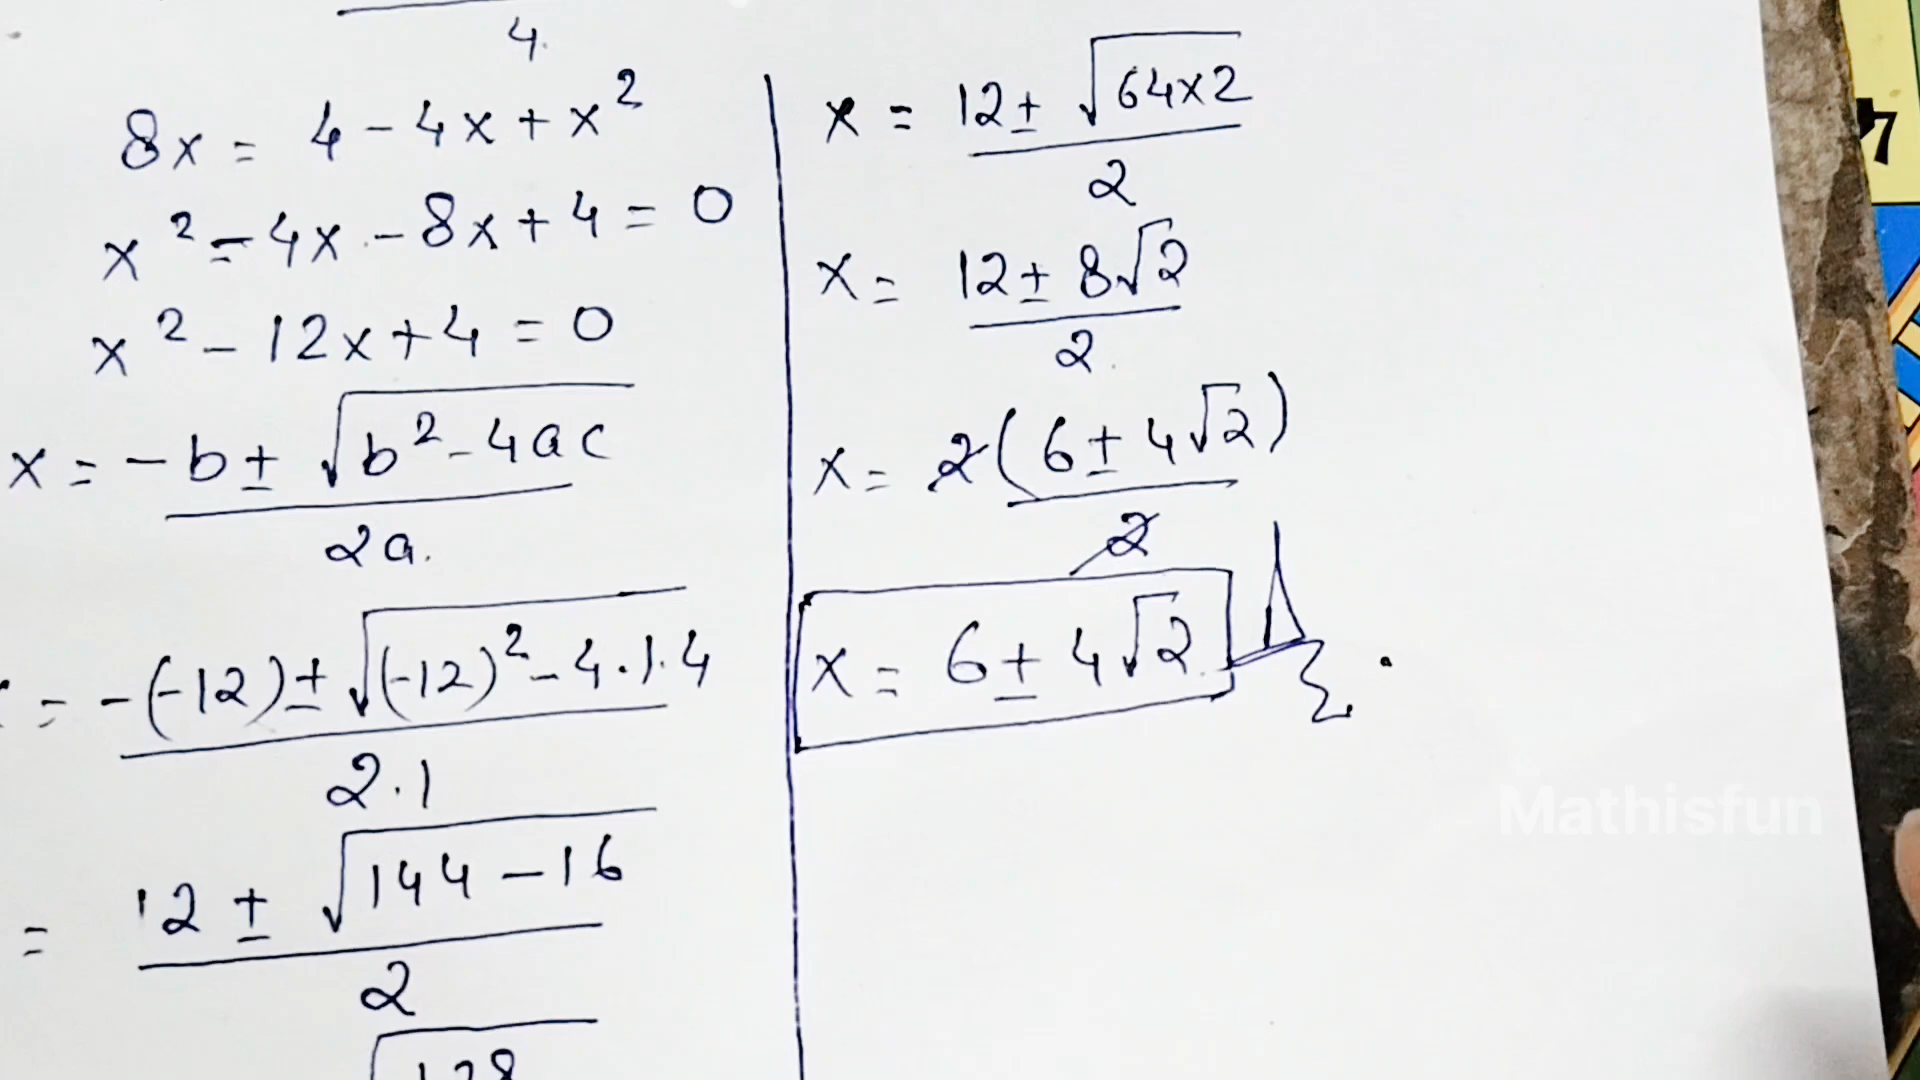 4.
8x = 4 - 4x + x²
x² - 4x - 8x + 4 = 0
x² - 12x + 4 = 0
x = -b ± √(b² - 4ac)
2a.
= -(-12) ± √((-12)² - 4.1.4)
2.1
= 12 ± √(144 - 16)
2
√128
x = 12 ± √(64×2)
2
x = 12 ± 8√2
2.
x = 2(6 ± 4√2)
2
x = 6 ± 4√2
Mathisfun
7